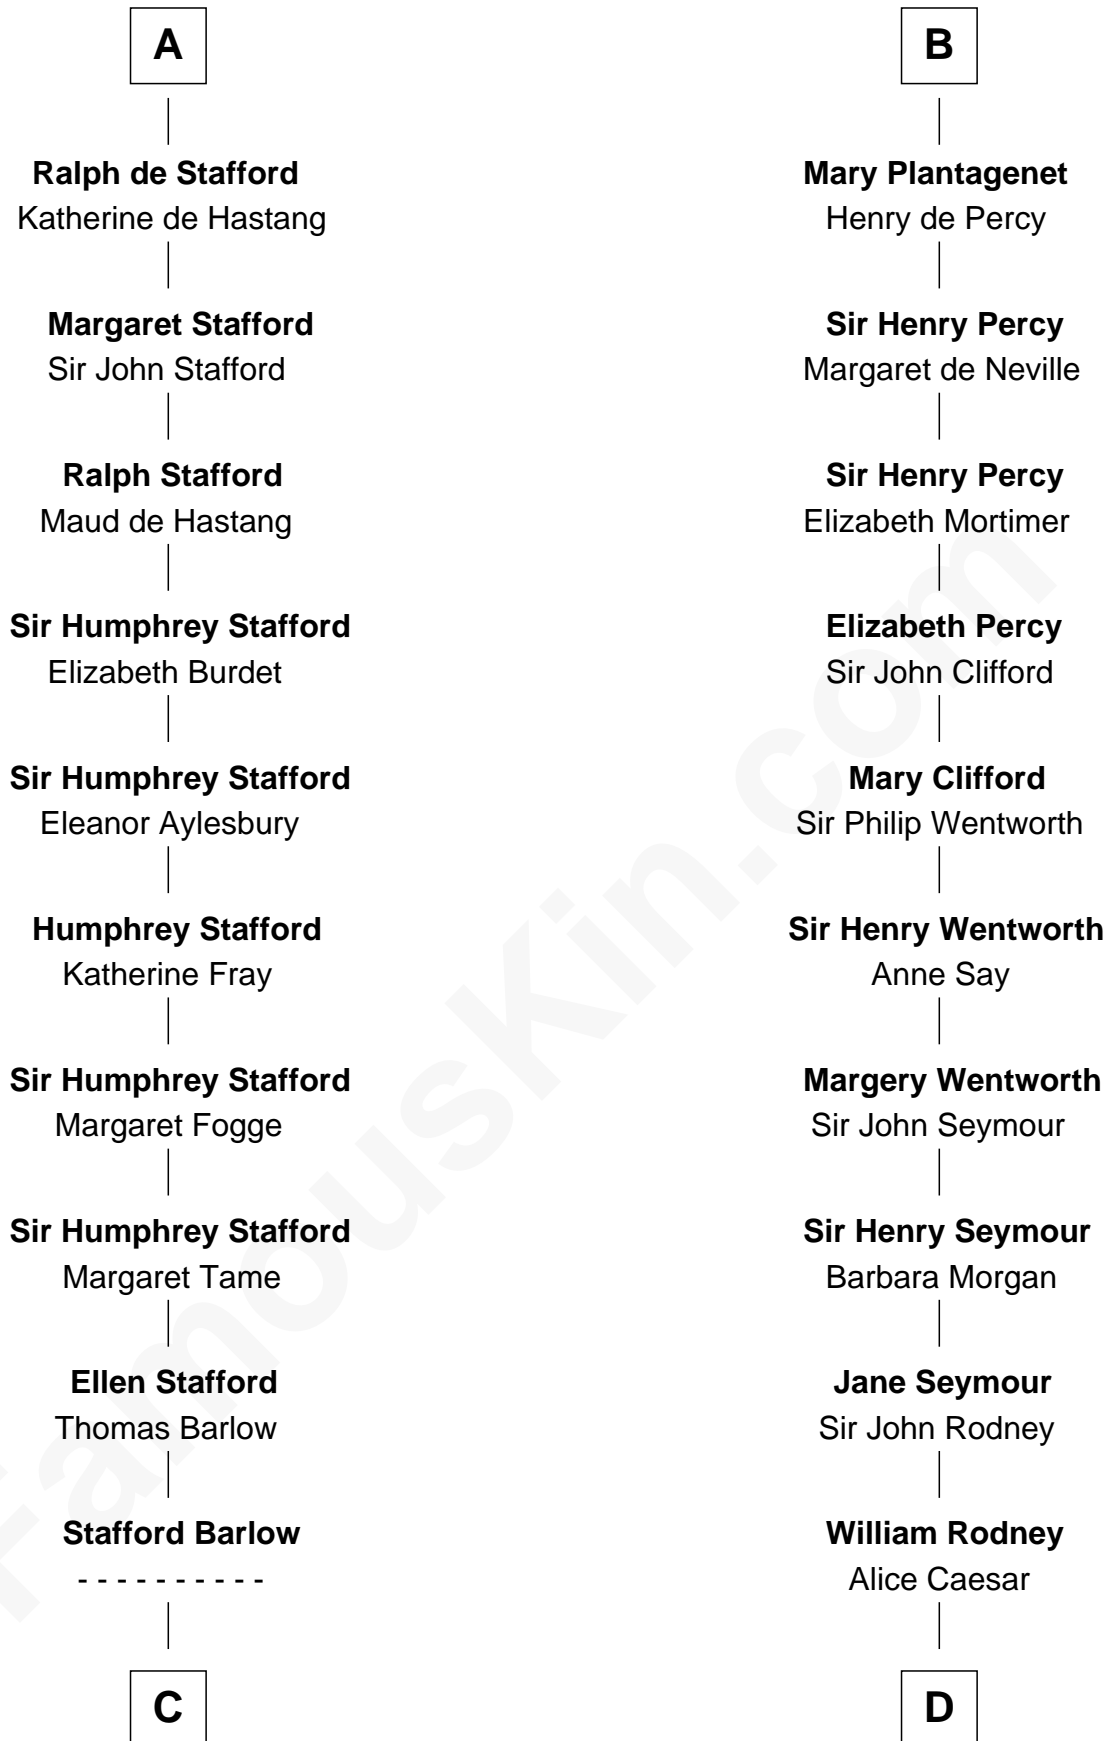 A
Ralph de Stafford
Katherine de Hastang
Margaret Stafford
Sir John Stafford
Ralph Stafford
Maud de Hastang
Sir Humphrey Stafford
Elizabeth Burdet
Sir Humphrey Stafford
Eleanor Aylesbury
Humphrey Stafford
Katherine Fray
Sir Humphrey Stafford
Margaret Fogge
Sir Humphrey Stafford
Margaret Tame
Ellen Stafford
Thomas Barlow
Stafford Barlow
- - - - - - - - - -
C
B
Mary Plantagenet
Henry de Percy
Sir Henry Percy
Margaret de Neville
Sir Henry Percy
Elizabeth Mortimer
Elizabeth Percy
Sir John Clifford
Mary Clifford
Sir Philip Wentworth
Sir Henry Wentworth
Anne Say
Margery Wentworth
Sir John Seymour
Sir Henry Seymour
Barbara Morgan
Jane Seymour
Sir John Rodney
William Rodney
Alice Caesar
D
FamousKin.com